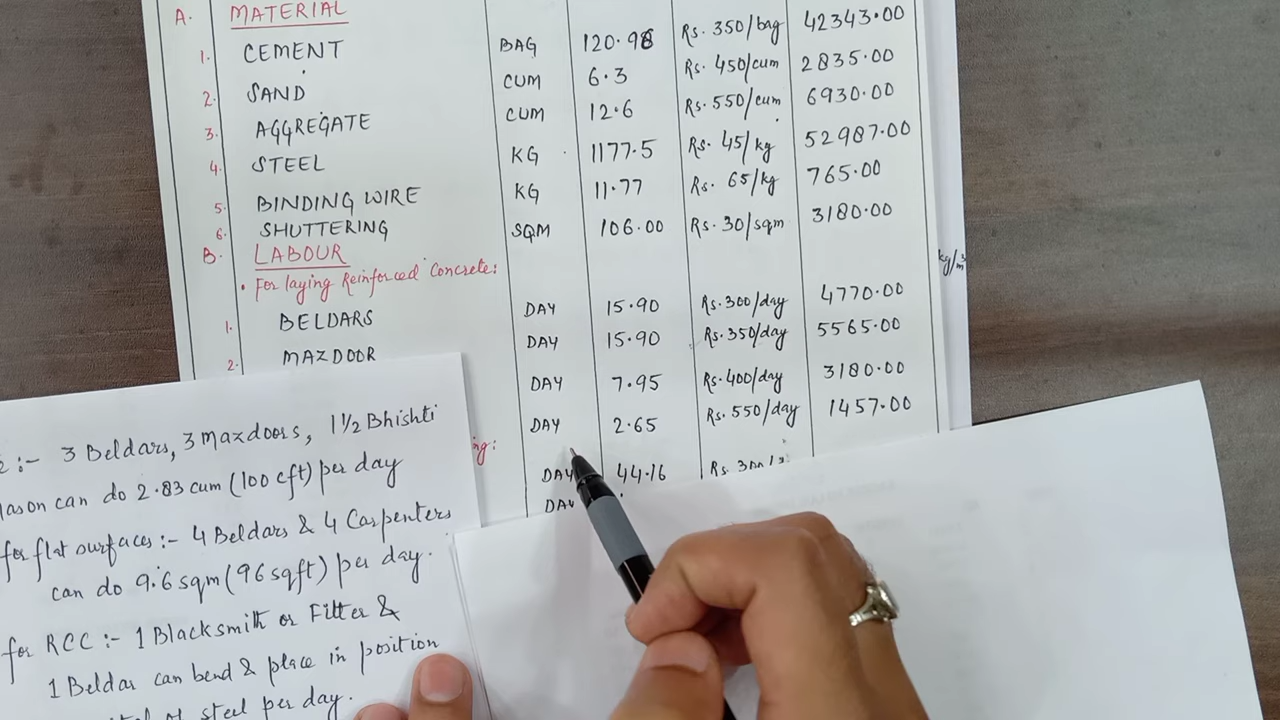 A. MATERIAL
1. CEMENT BAG 120.98 Rs. 350/bag 42343.00
2. SAND CUM 6.3 Rs. 450/cum 2835.00
3. AGGREGATE CUM 12.6 Rs. 550/cum 6930.00
4. STEEL KG 1177.5 Rs. 45/kg 52987.00
5. BINDING WIRE KG 11.77 Rs. 65/kg 765.00
6. SHUTTERING SQM 106.00 Rs. 30/sqm 3180.00
B. LABOUR
• For laying Reinforced Concrete:
1. BELDARS DAY 15.90 Rs. 300/day 4770.00
2. MAZDOOR DAY 15.90 Rs. 350/day 5565.00
DAY 7.95 Rs. 400/day 3180.00
DAY 2.65 Rs. 550/day 1457.00
ing:
DAY 44.16 Rs.
DAY
kg/m³
:- 3 Beldars, 3 mazdoors, 1½ Bhishti
ason can do 2.83 cum (100 cft) per day
for flat surfaces:- 4 Beldars & 4 Carpenters
can do 9.6 sqm (96 sqft) per day.
for RCC :- 1 Blacksmith or Fitter &
1 Beldar can bend & place in position
of steel per day.